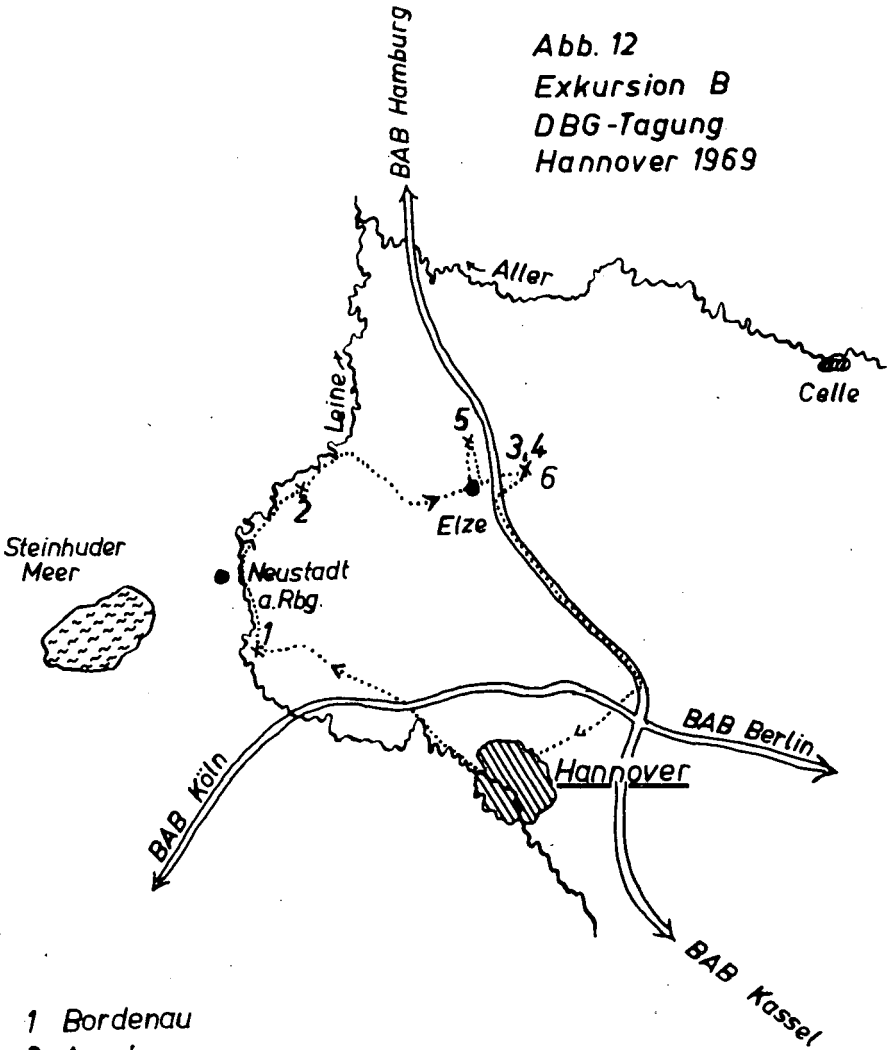 Abb. 12
Exkursion B
DBG-Tagung
Hannover 1969
BAB Hamburg
Aller
Celle
Leine
5
3,4
6
2
Elze
Steinhuder
Meer
Neustadt
a. Rbg.
1
BAB Berlin
Hannover
BAB Köln
BAB Kassel
1 Bordenau